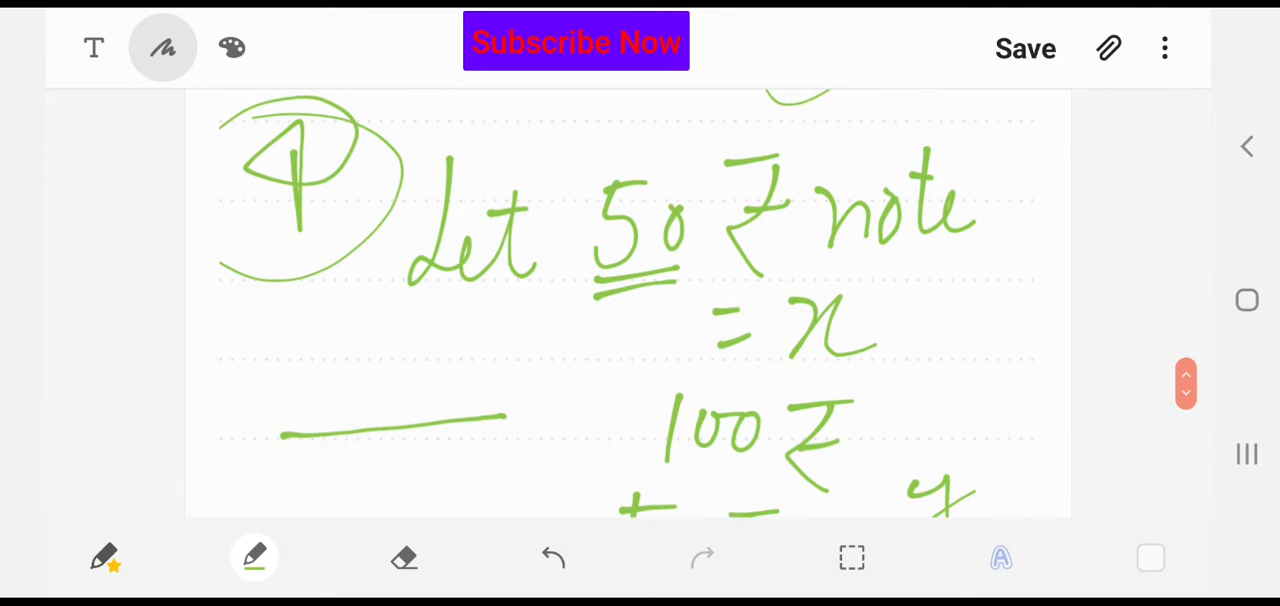 T Subscribe Now Save
①
Let 50 ₹ note
= x
100 ₹
y
A